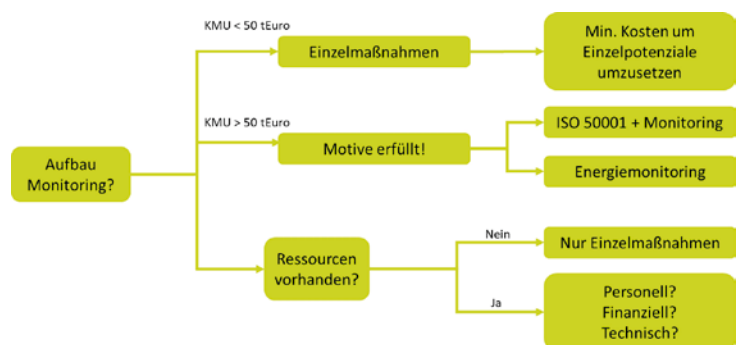 KMU < 50 tEuro
Einzelmaßnahmen
Min. Kosten um
Einzelpotenziale
umzusetzen
KMU > 50 tEuro
Motive erfüllt!
ISO 50001 + Monitoring
Energiemonitoring
Aufbau
Monitoring?
Ressourcen
vorhanden?
Nein
Nur Einzelmaßnahmen
Ja
Personell?
Finanziell?
Technisch?